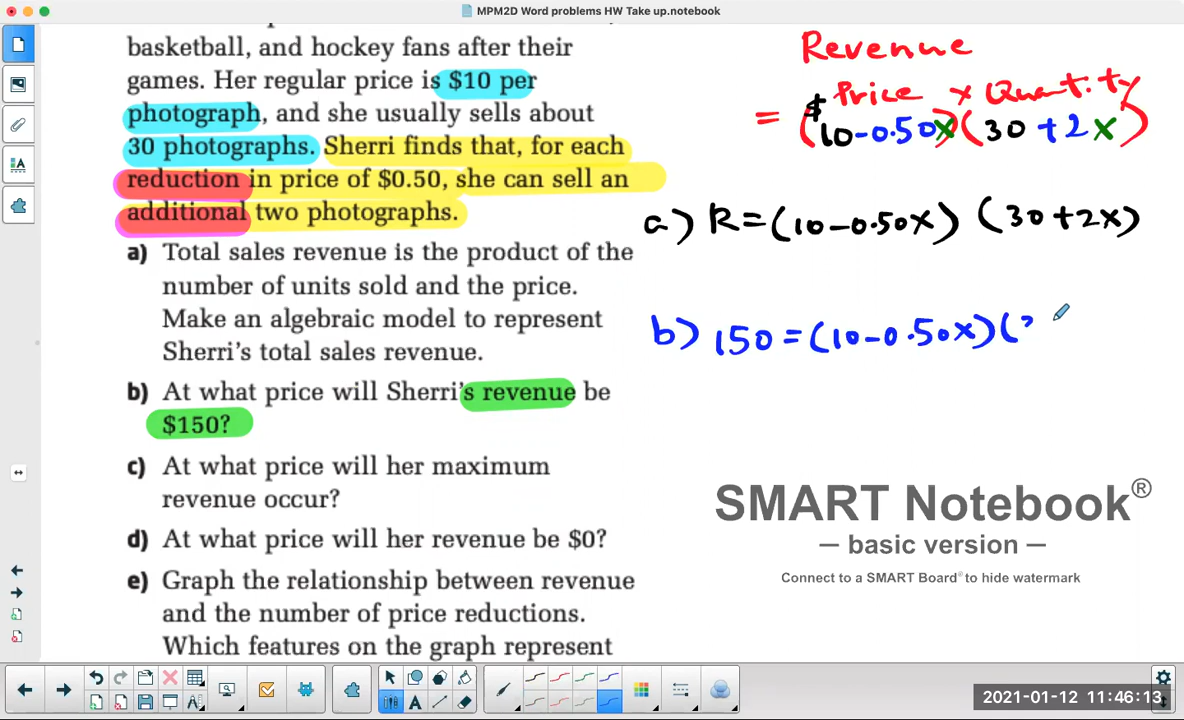 MPM2D Word problems HW Take up.notebook
basketball, and hockey fans after their
games. Her regular price is $10 per
photograph, and she usually sells about
30 photographs. Sherri finds that, for each
reduction in price of $0.50, she can sell an
additional two photographs.
a) Total sales revenue is the product of the
number of units sold and the price.
Make an algebraic model to represent
Sherri's total sales revenue.
b) At what price will Sherri's revenue be
$150?
c) At what price will her maximum
revenue occur?
d) At what price will her revenue be $0?
e) Graph the relationship between revenue
and the number of price reductions.
Which features on the graph represent
Revenue
Price x Quantity
= ($10-0.50x)(30+2x)
a) R=(10-0.50x) (30+2x)
b) 150=(10-0.50x)(
SMART Notebook®
— basic version —
Connect to a SMART Board® to hide watermark
2021-01-12 11:46:13